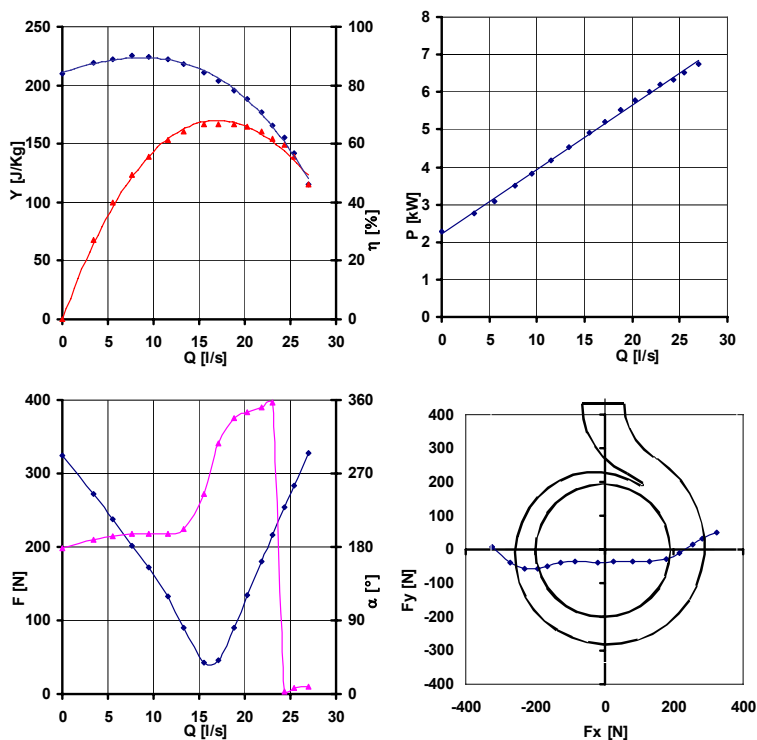 250
200
150
100
50
0
Y [J/Kg]
100
80
60
40
20
0
η [%]
0 5 10 15 20 25 30
Q [l/s]
8
7
6
5
4
3
2
1
0
P [kW]
0 5 10 15 20 25 30
Q [l/s]
400
300
200
100
0
F [N]
360
270
180
90
0
α [°]
0 5 10 15 20 25 30
Q [l/s]
400
300
200
100
0
-100
-200
-300
-400
Fy [N]
-400 -200 0 200 400
Fx [N]